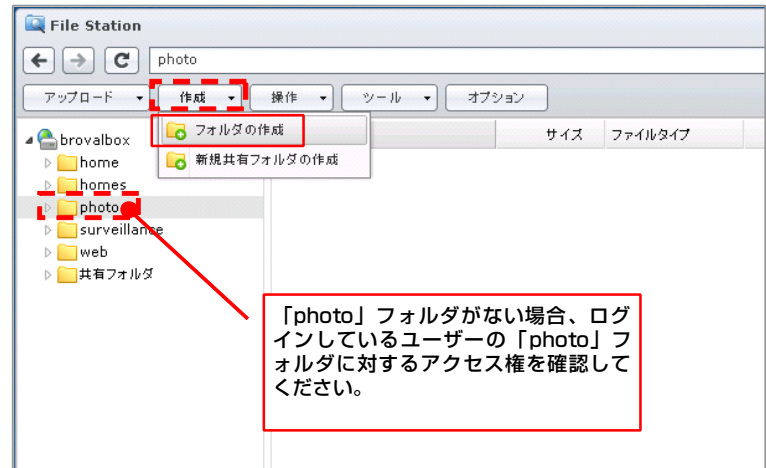 File Station
photo
アップロード 作成 操作 ツール オプション
フォルダの作成
新規共有フォルダの作成
サイズ ファイルタイプ
brovalbox
home
homes
photo
surveillance
web
共有フォルダ
「photo」フォルダがない場合、ログ
インしているユーザーの「photo」フ
ォルダに対するアクセス権を確認して
ください。